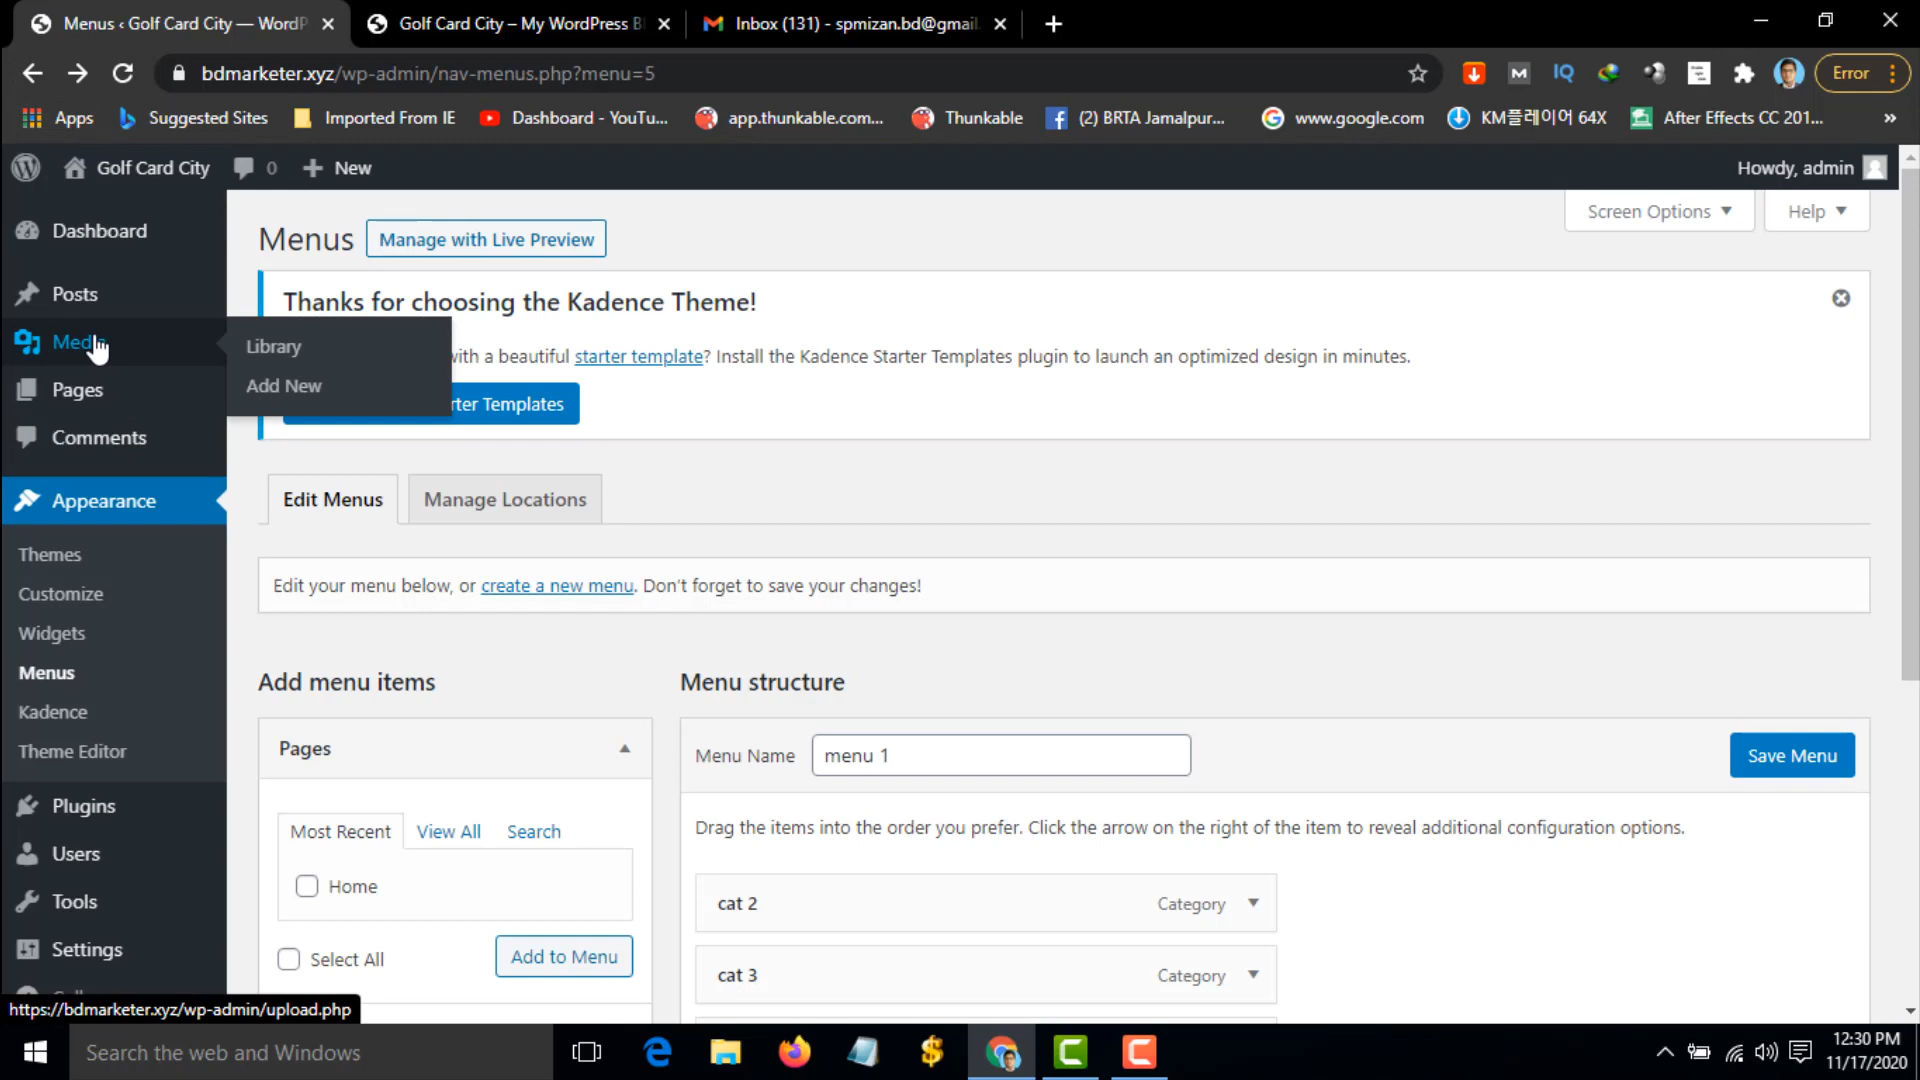 Menus ‹ Golf Card City — WordP
Golf Card City – My WordPress B
Inbox (131) - spmizan.bd@gmail.
bdmarketer.xyz/wp-admin/nav-menus.php?menu=5
M
IQ
Error
Apps
Suggested Sites
Imported From IE
Dashboard - YouTu...
app.thunkable.com...
Thunkable
(2) BRTA Jamalpur...
www.google.com
KM플레이어 64X
After Effects CC 201...
»
Golf Card City
0
New
Howdy, admin
Dashboard
Posts
Media
Pages
Comments
Appearance
Themes
Customize
Widgets
Menus
Kadence
Theme Editor
Plugins
Users
Tools
Settings
Library
Add New
Screen Options
Help
Menus
Manage with Live Preview
Thanks for choosing the Kadence Theme!
with a beautiful starter template? Install the Kadence Starter Templates plugin to launch an optimized design in minutes.
rter Templates
Edit Menus
Manage Locations
Edit your menu below, or create a new menu. Don't forget to save your changes!
Add menu items
Menu structure
Pages
Menu Name
menu 1
Save Menu
Most Recent
View All
Search
Home
Select All
Add to Menu
Drag the items into the order you prefer. Click the arrow on the right of the item to reveal additional configuration options.
cat 2
Category
cat 3
Category
https://bdmarketer.xyz/wp-admin/upload.php
Search the web and Windows
12:30 PM
11/17/2020